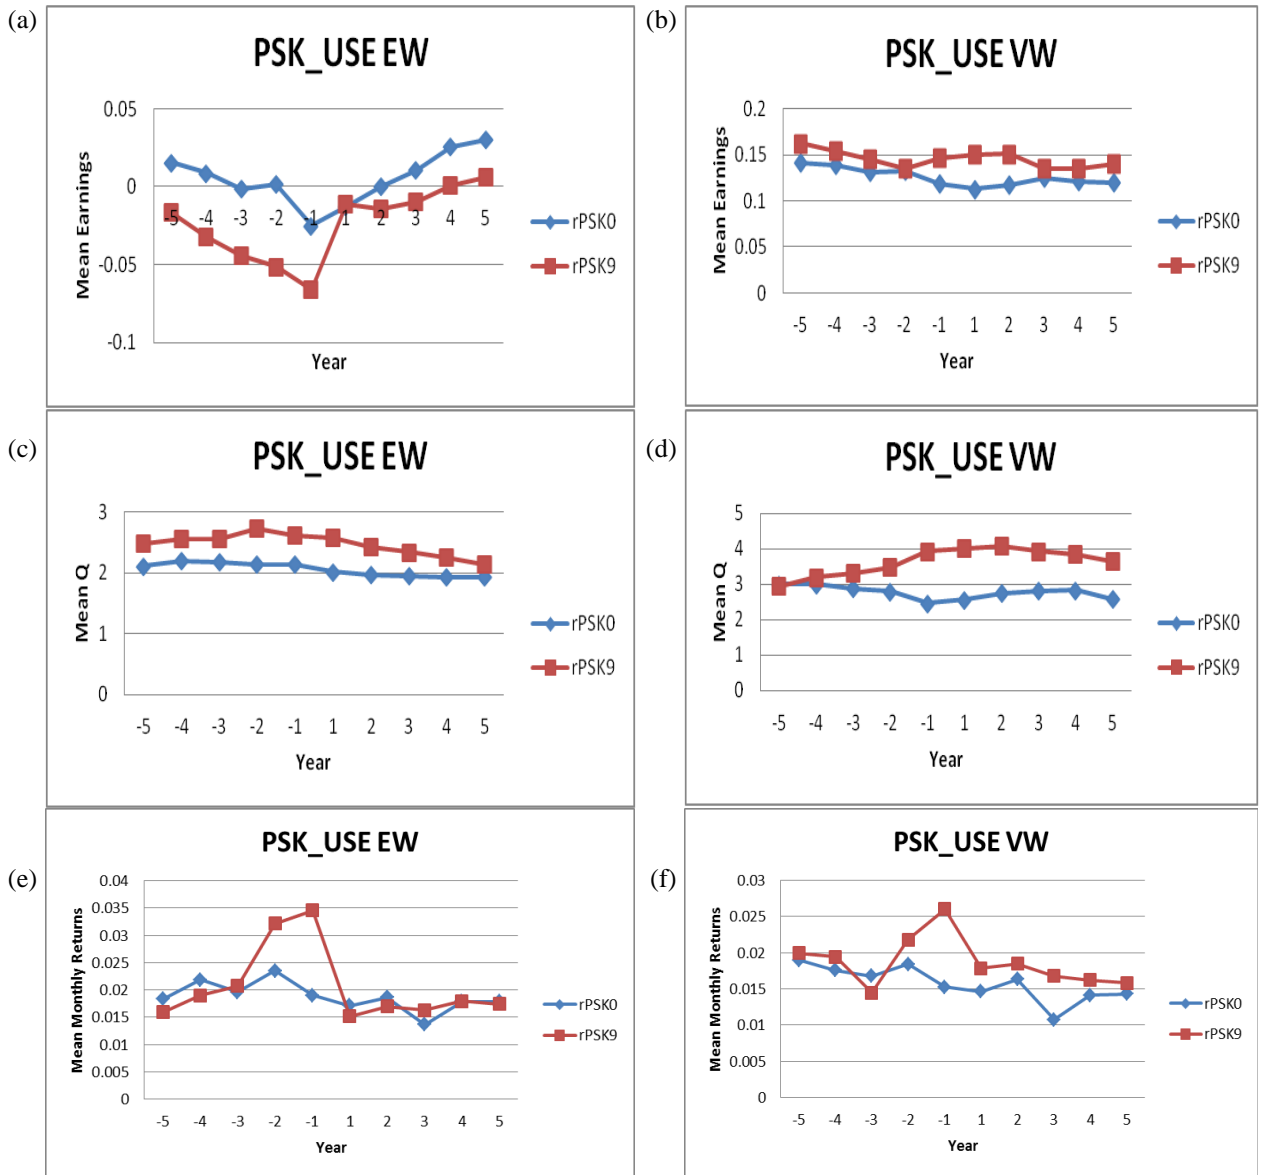 (a)
PSK_USE EW
0.05
0
-0.05
-0.1
Mean Earnings
-5 -4 -3 -2 -1 1 2 3 4 5
Year
rPSK0
rPSK9
(b)
PSK_USE VW
0.2
0.15
0.1
0.05
0
Mean Earnings
-5 -4 -3 -2 -1 1 2 3 4 5
Year
rPSK0
rPSK9
(c)
PSK_USE EW
3
2
1
0
Mean Q
-5 -4 -3 -2 -1 1 2 3 4 5
Year
rPSK0
rPSK9
(d)
PSK_USE VW
5
4
3
2
1
0
Mean Q
-5 -4 -3 -2 -1 1 2 3 4 5
Year
rPSK0
rPSK9
(e)
PSK_USE EW
0.04
0.035
0.03
0.025
0.02
0.015
0.01
0.005
0
Mean Monthly Returns
-5 -4 -3 -2 -1 1 2 3 4 5
Year
rPSK0
rPSK9
(f)
PSK_USE VW
0.03
0.025
0.02
0.015
0.01
0.005
0
Mean Monthly Returns
-5 -4 -3 -2 -1 1 2 3 4 5
Year
rPSK0
rPSK9